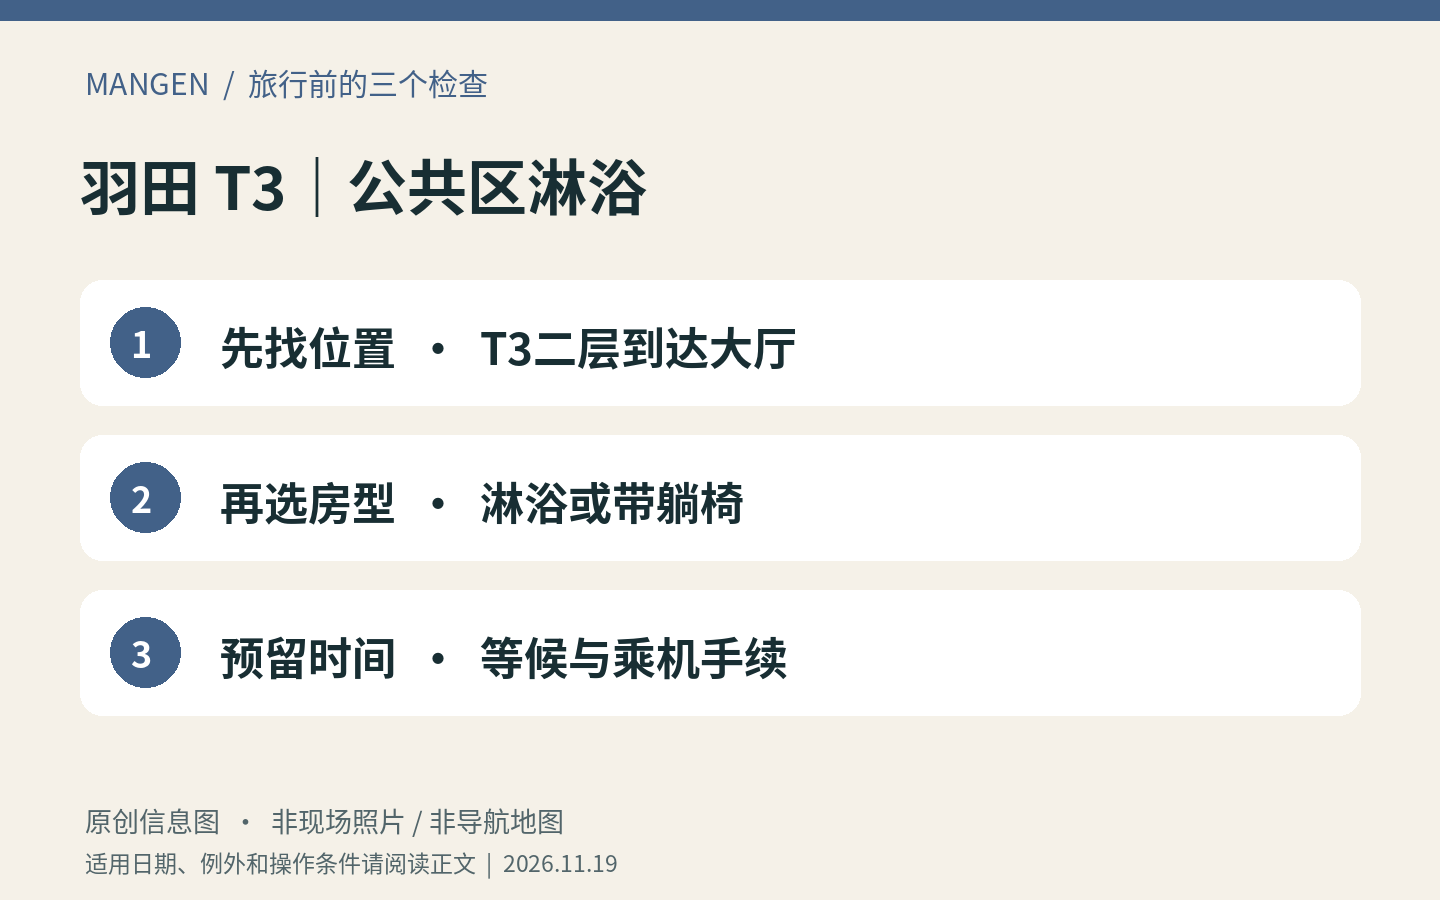 MANGEN / 旅行前的三个检查
羽田 T3｜公共区淋浴
1 先找位置 · T3二层到达大厅
2 再选房型 · 淋浴或带躺椅
3 预留时间 · 等候与乘机手续
原创信息图 · 非现场照片 / 非导航地图
适用日期、例外和操作条件请阅读正文 | 2026.11.19